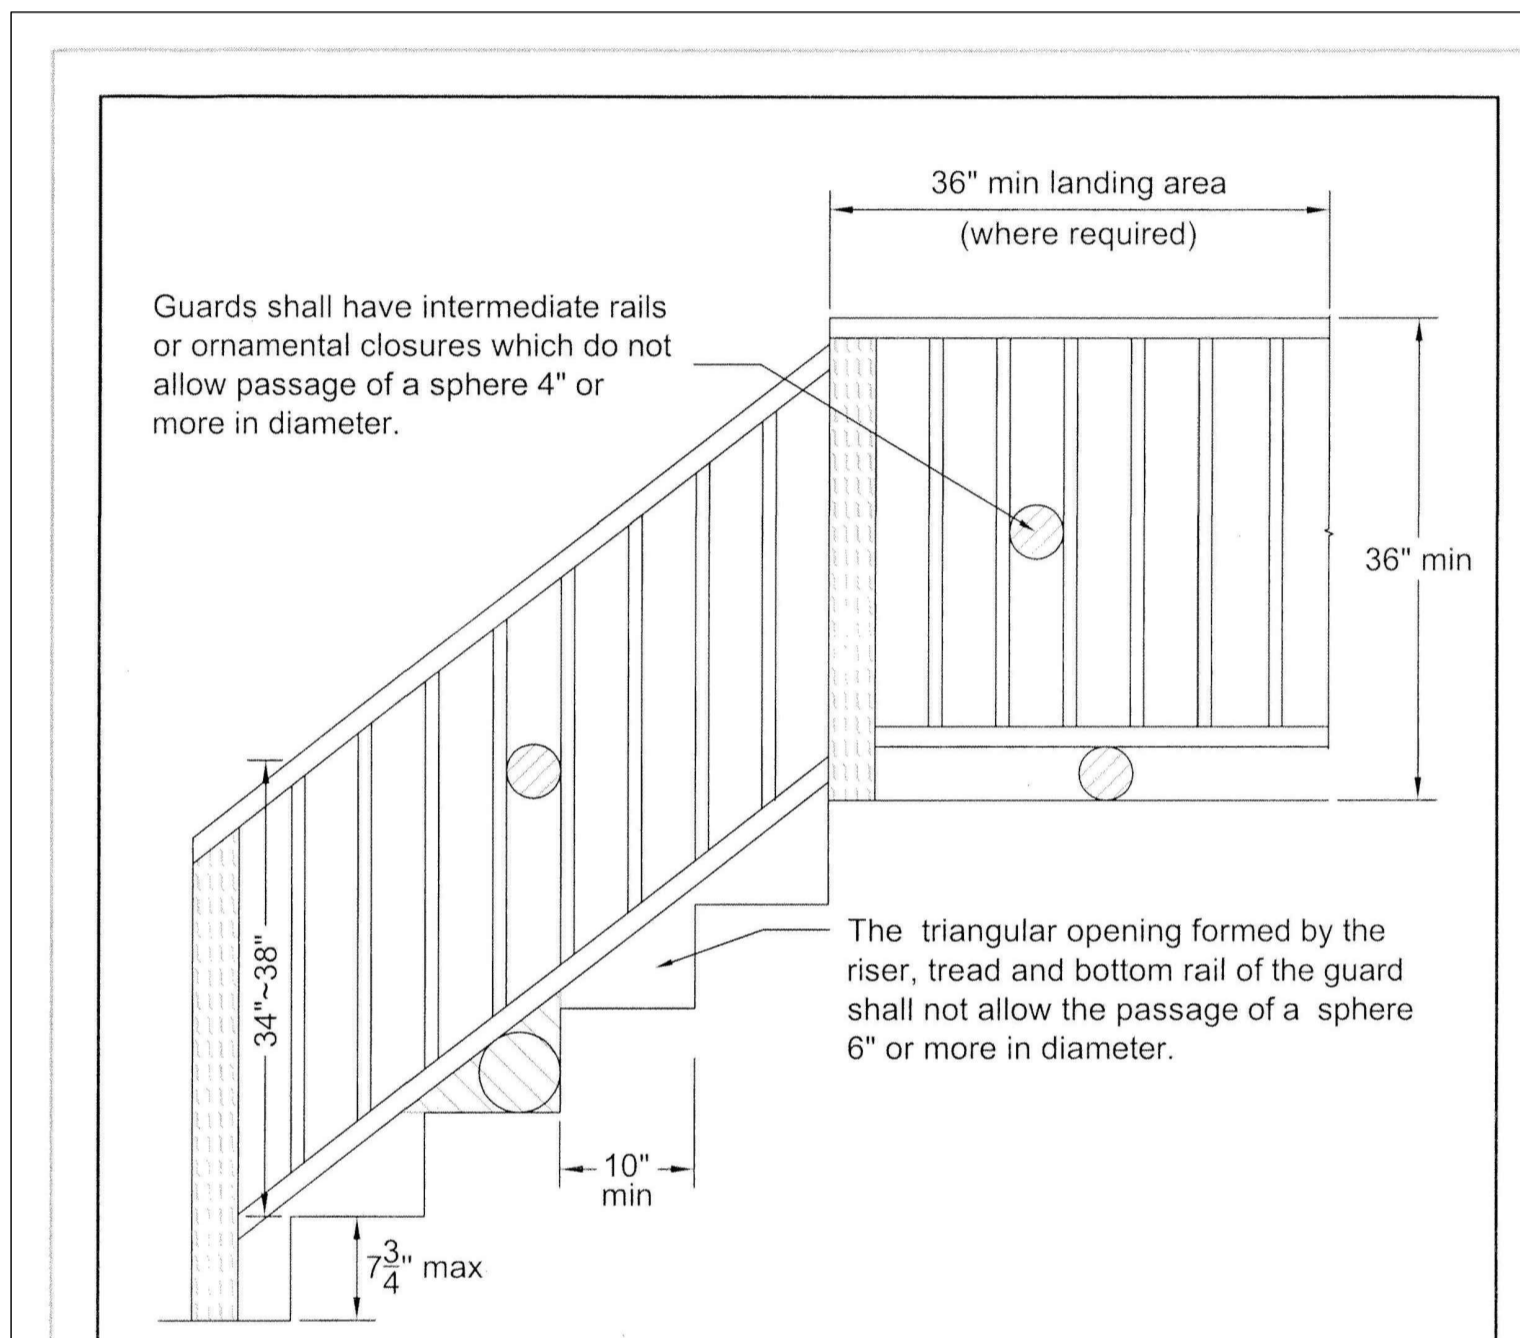 36" min landing area
(where required)
Guards shall have intermediate rails
or ornamental closures which do not
allow passage of a sphere 4" or
more in diameter.
36" min
34"~38"
The triangular opening formed by the
riser, tread and bottom rail of the guard
shall not allow the passage of a sphere
6" or more in diameter.
10"
min
7 3/4" max